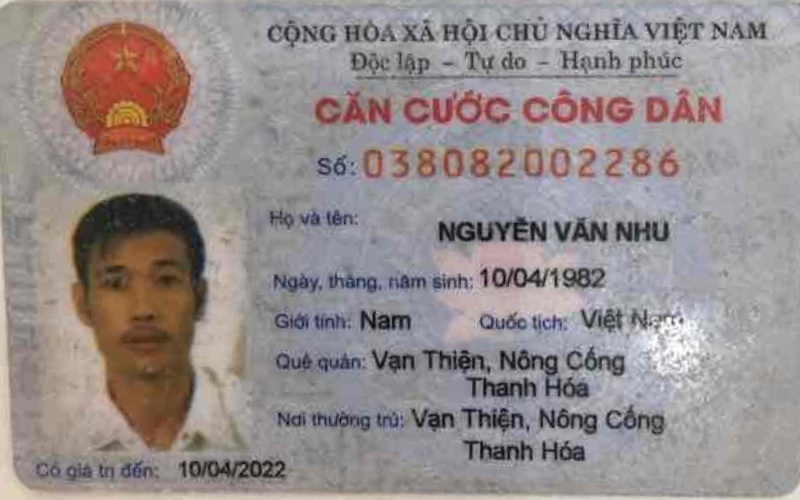 CỘNG HÒA XÃ HỘI CHỦ NGHĨA VIỆT NAM
Độc lập – Tự do – Hạnh phúc
CĂN CƯỚC CÔNG DÂN
Số: 038082002286
Họ và tên: NGUYỄN VĂN NHU
Ngày, tháng, năm sinh: 10/04/1982
Giới tính: Nam Quốc tịch: Việt Nam
Quê quán: Vạn Thiện, Nông Cống
Thanh Hóa
Nơi thường trú: Vạn Thiện, Nông Cống
Thanh Hóa
Có giá trị đến: 10/04/2022